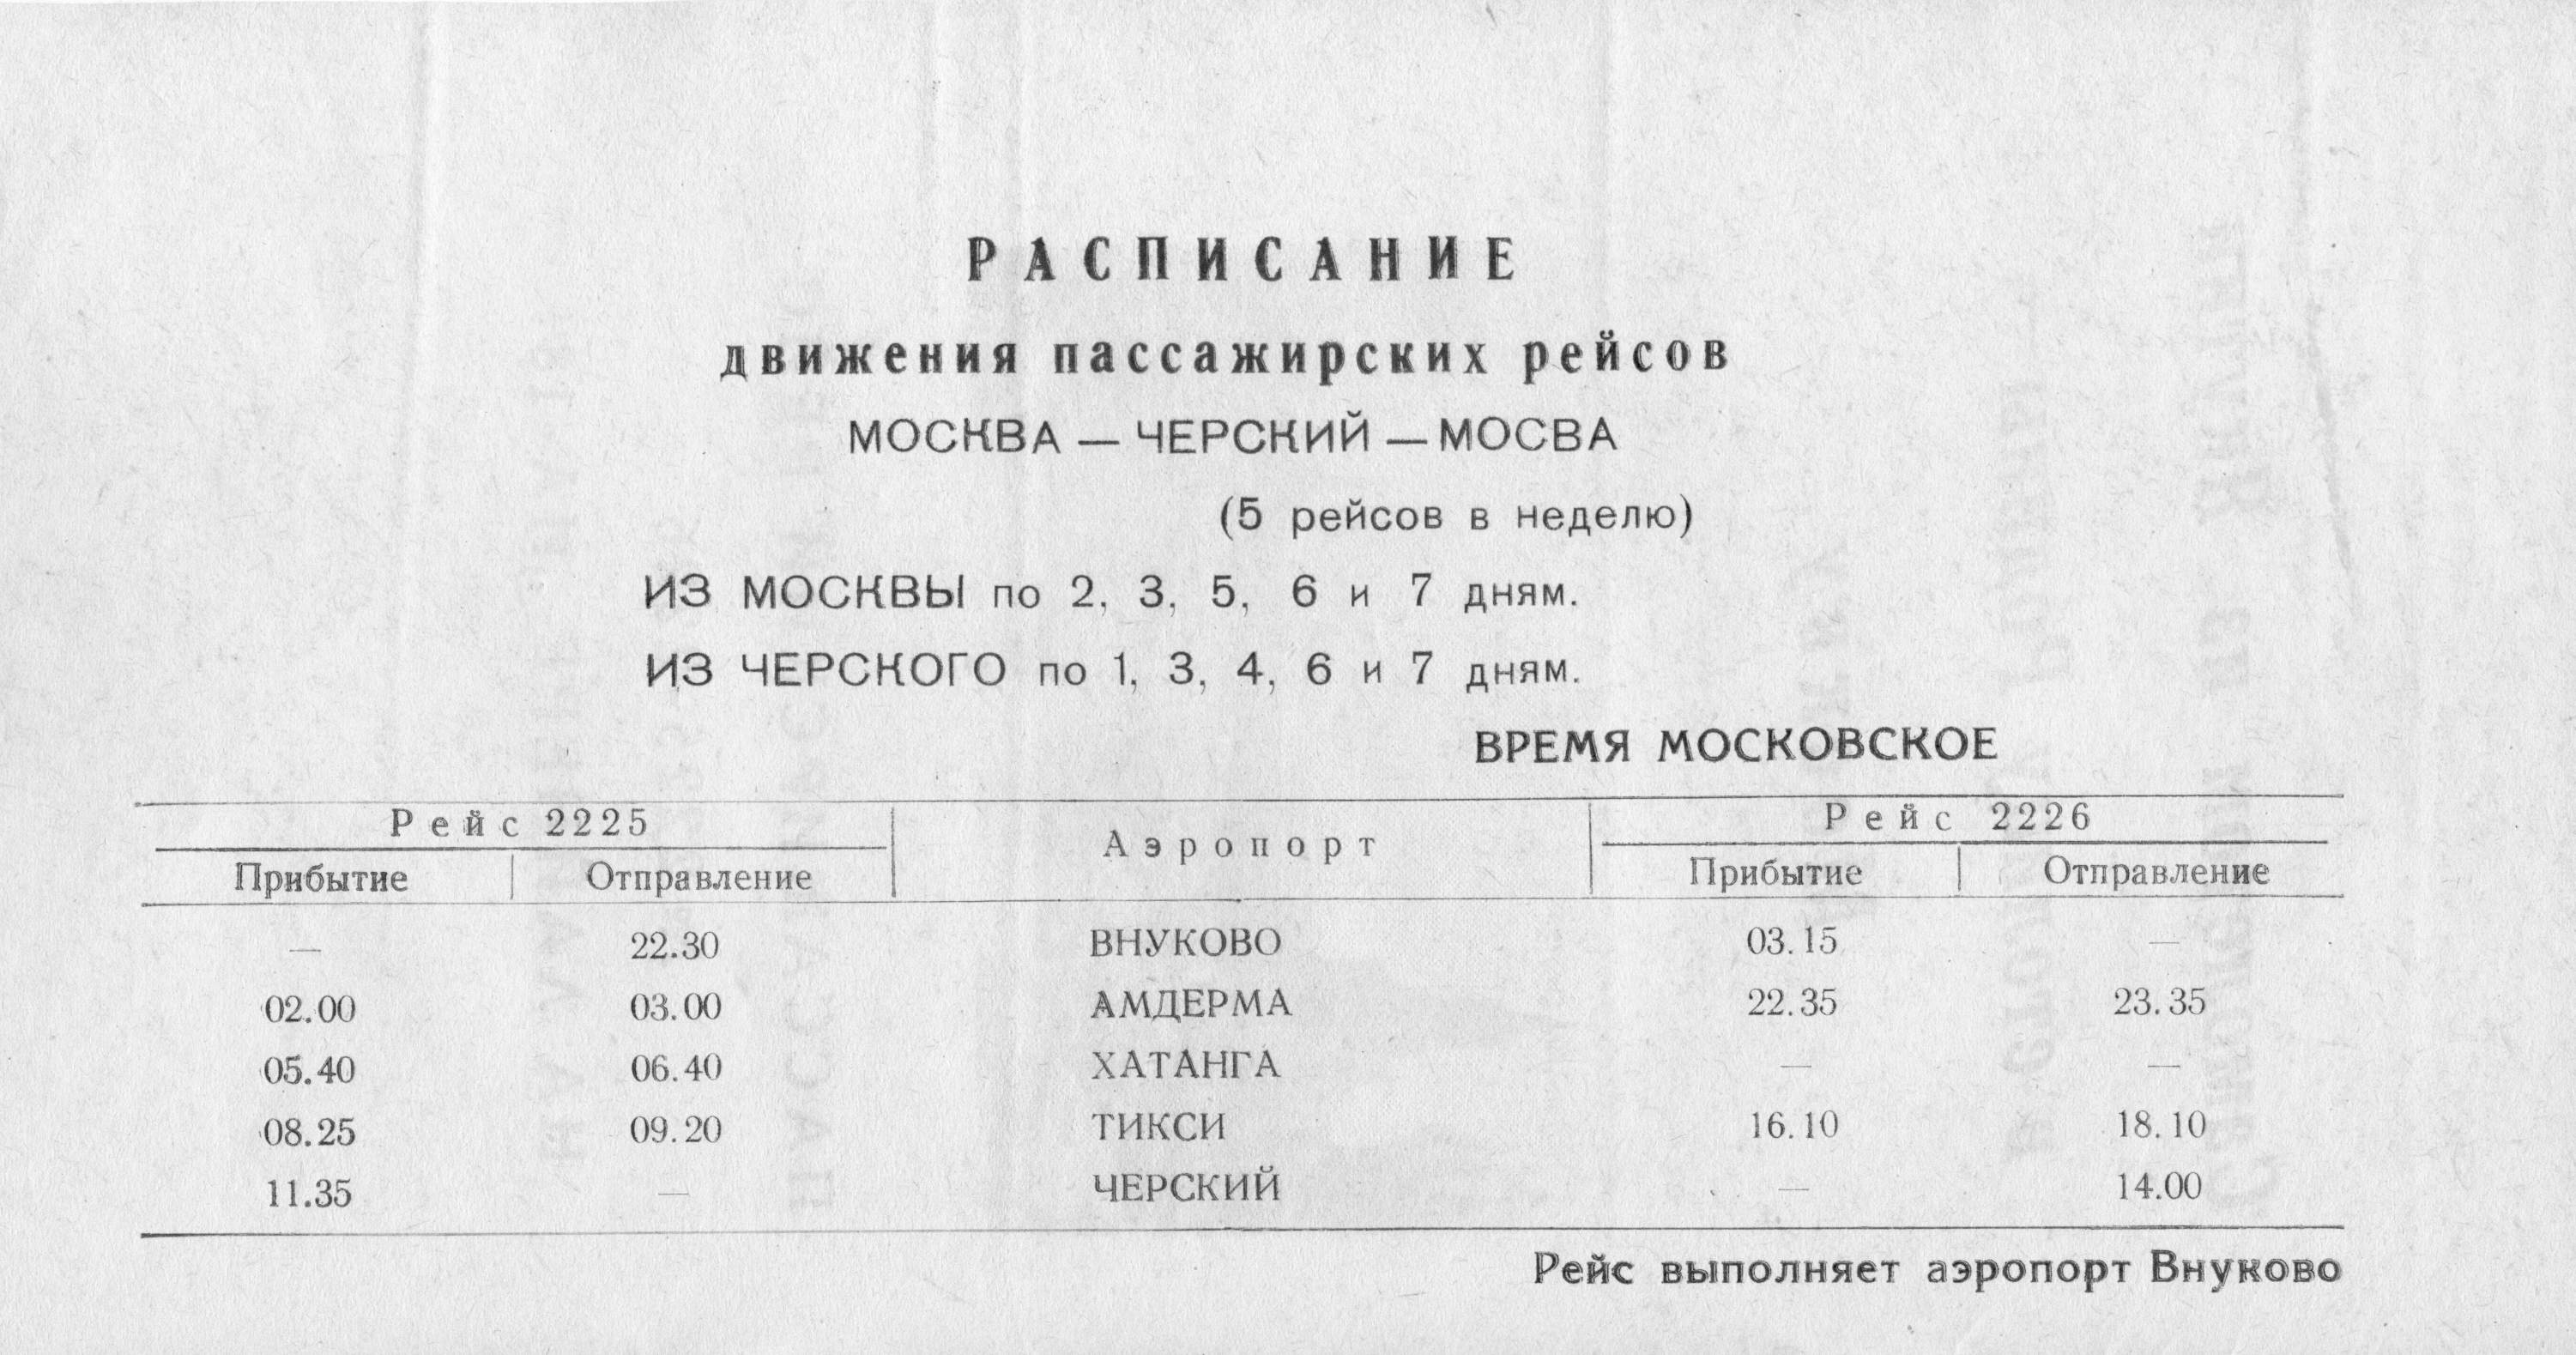 РАСПИСАНИЕ
движения пассажирских рейсов
МОСКВА — ЧЕРСКИЙ — МОСВА
(5 рейсов в неделю)
ИЗ МОСКВЫ по 2, 3, 5, 6 и 7 дням.
ИЗ ЧЕРСКОГО по 1, 3, 4, 6 и 7 дням.
ВРЕМЯ МОСКОВСКОЕ
Рейс 2225 Аэропорт Рейс 2226
Прибытие Отправление Прибытие Отправление
— 22.30 ВНУКОВО 03.15 —
02.00 03.00 АМДЕРМА 22.35 23.35
05.40 06.40 ХАТАНГА — —
08.25 09.20 ТИКСИ 16.10 18.10
11.35 — ЧЕРСКИЙ — 14.00
Рейс выполняет аэропорт Внуково